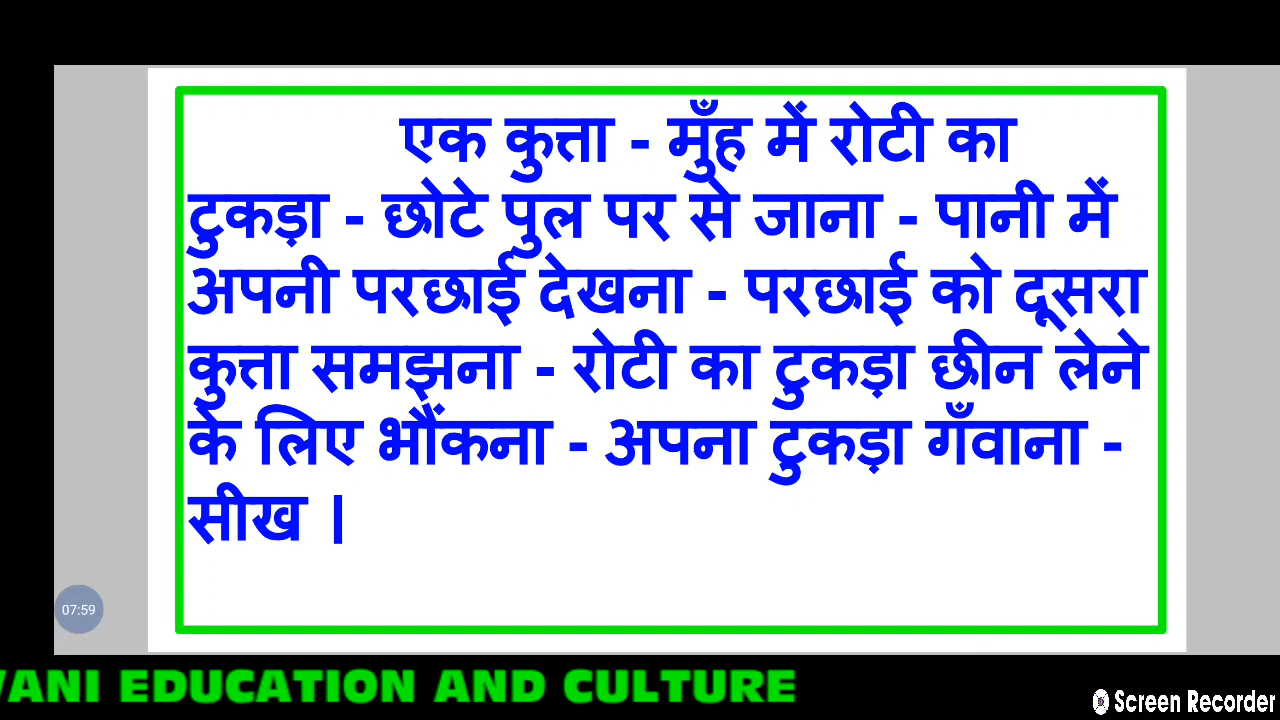 एक कुत्ता - मुँह में रोटी का
टुकड़ा - छोटे पुल पर से जाना - पानी में
अपनी परछाई देखना - परछाई को दूसरा
कुत्ता समझना - रोटी का टुकड़ा छीन लेने
के लिए भौंकना - अपना टुकड़ा गँवाना -
सीख ।
07:59
VANI EDUCATION AND CULTURE
Screen Recorder